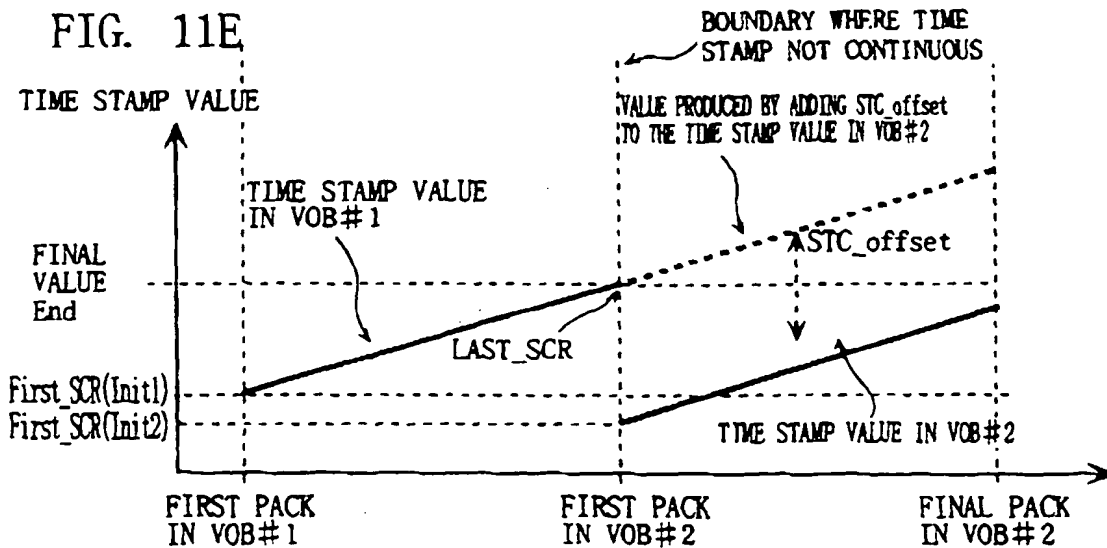 FIG. 11E
BOUNDARY WHERE TIME
STAMP NOT CONTINUOUS
TIME STAMP VALUE
VALUE PRODUCED BY ADDING STC_offset
TO THE TIME STAMP VALUE IN VOB#2
TIME STAMP VALUE
IN VOB#1
STC_offset
FINAL
VALUE
End
LAST_SCR
First_SCR(Init1)
First_SCR(Init2)
TIME STAMP VALUE IN VOB#2
FIRST PACK
IN VOB#1
FIRST PACK
IN VOB#2
FINAL PACK
IN VOB#2